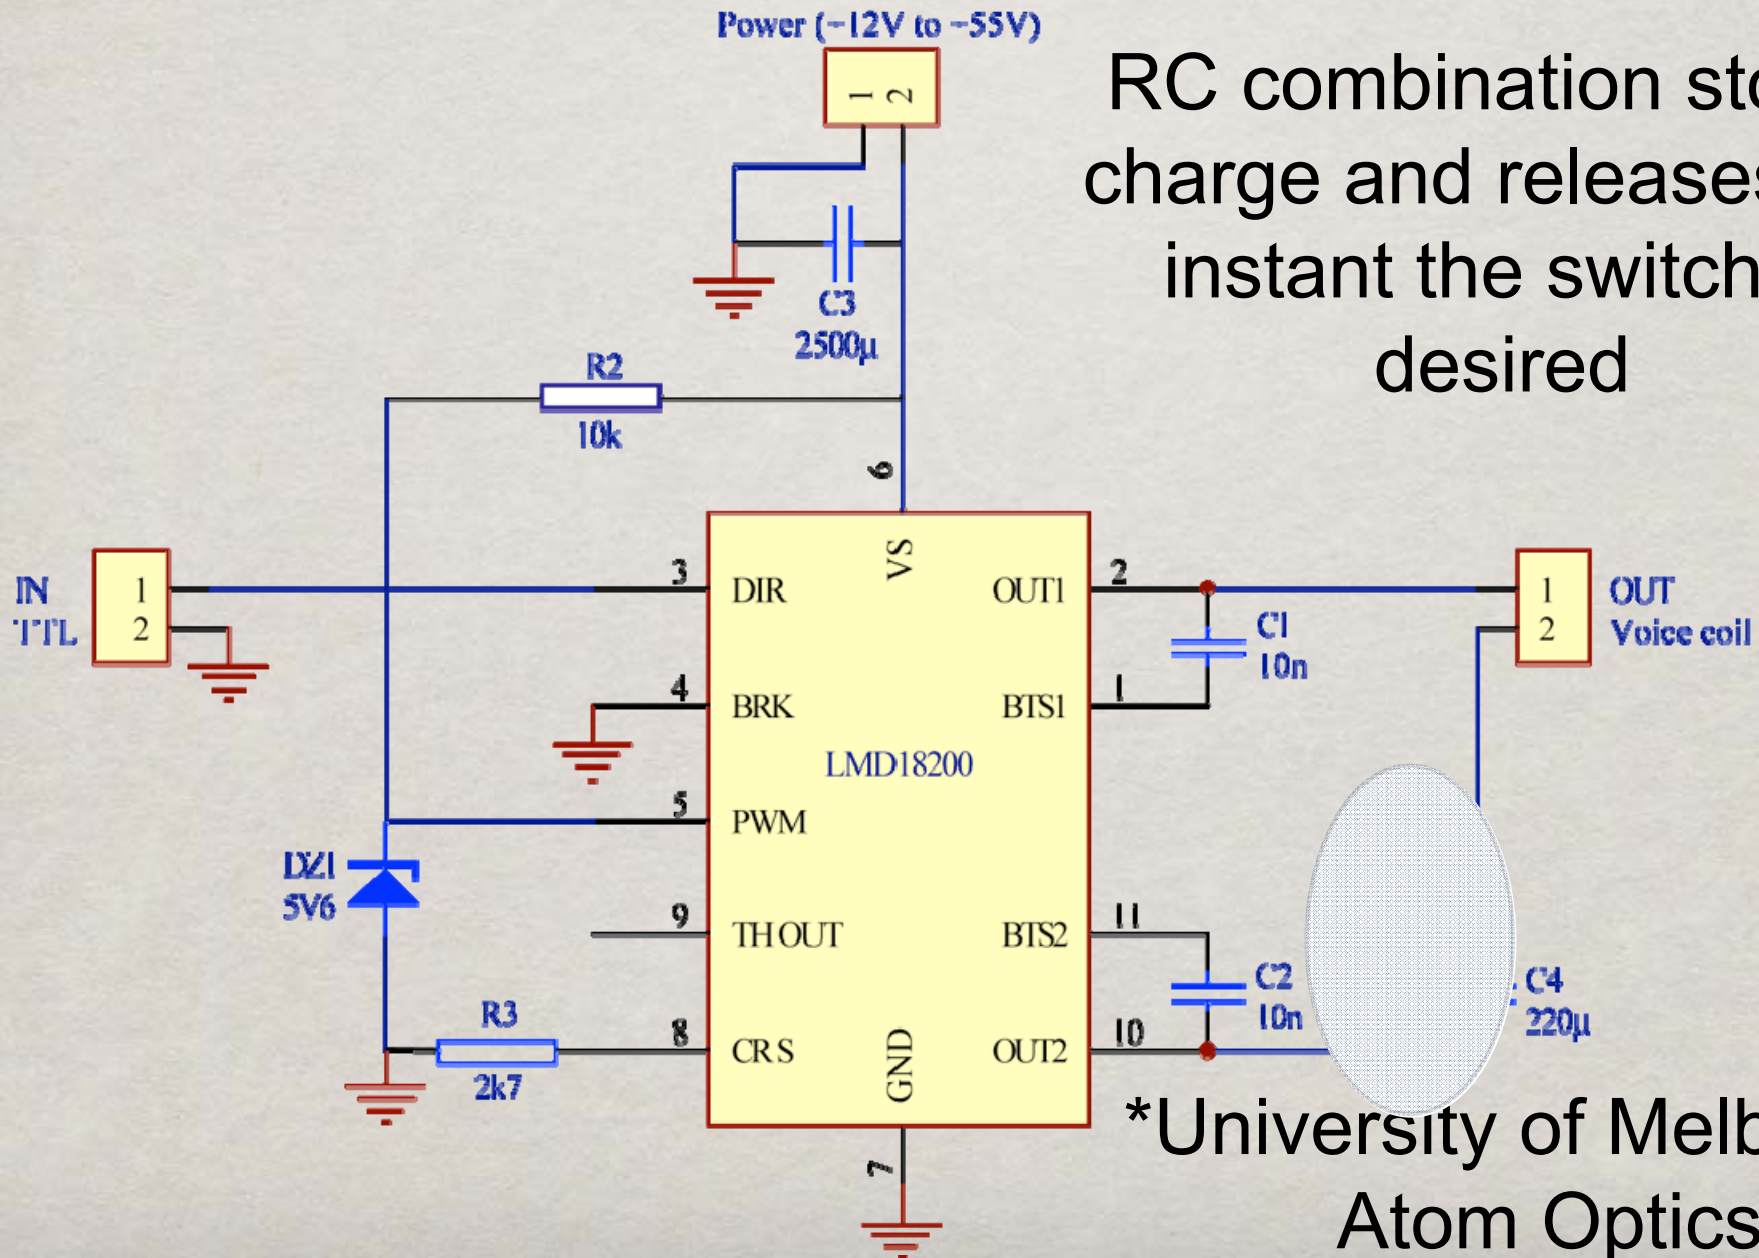 Power (-12V to -55V)
1 2
RC combination
charge and releases
instant the switch
desired
C3
2500µ
R2
10k
6
IN
TTL
1
2
3 DIR
VS
OUT1 2
1
2
OUT
Voice coil
C1
10n
4 BRK
BTS1 1
LMD18200
5 PWM
DZ1
5V6
9 TH OUT
BTS2 11
C2
10n
C4
220µ
R3
2k7
8 CRS
GND
OUT2 10
7
*University of
Atom Optics